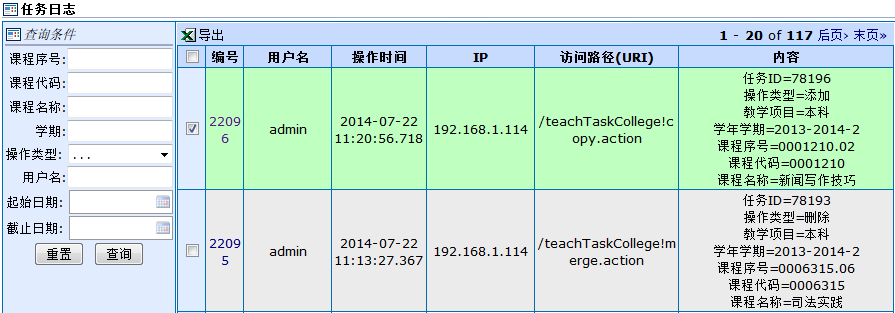 任务日志
查询条件
课程序号:
课程代码:
课程名称:
学期:
操作类型: ...
用户名:
起始日期:
截止日期:
重置 查询
导出 1 - 20 of 117 后页› 末页»
编号 用户名 操作时间 IP 访问路径(URI) 内容
2209
6
admin
2014-07-22
11:20:56.718
192.168.1.114
/teachTaskCollege!c
opy.action
任务ID=78196
操作类型=添加
教学项目=本科
学年学期=2013-2014-2
课程序号=0001210.02
课程代码=0001210
课程名称=新闻写作技巧
2209
5
admin
2014-07-22
11:13:27.367
192.168.1.114
/teachTaskCollege!m
erge.action
任务ID=78193
操作类型=删除
教学项目=本科
学年学期=2013-2014-2
课程序号=0006315.06
课程代码=0006315
课程名称=司法实践